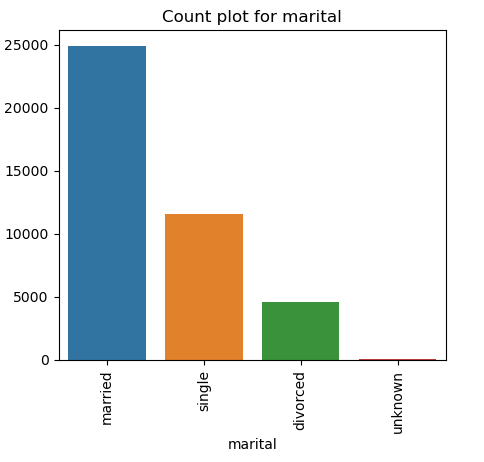 Count plot for marital
25000
20000
15000
10000
5000
0
married
single
divorced
unknown
marital